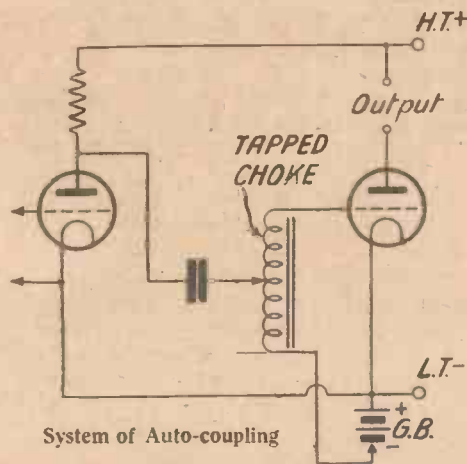 H.T.+
Output
TAPPED
CHOKE
L.T.-
+
G.B.
-
System of Auto-coupling